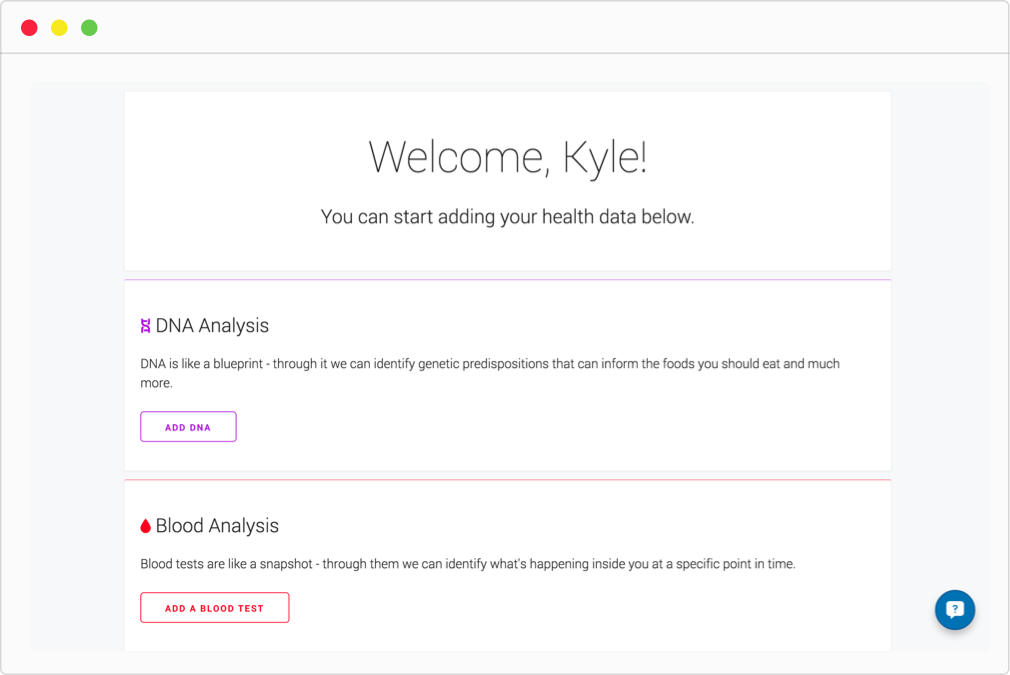 Welcome, Kyle!
You can start adding your health data below.
DNA Analysis
DNA is like a blueprint - through it we can identify genetic predispositions that can inform the foods you should eat and much
more.
ADD DNA
Blood Analysis
Blood tests are like a snapshot - through them we can identify what's happening inside you at a specific point in time.
ADD A BLOOD TEST
?